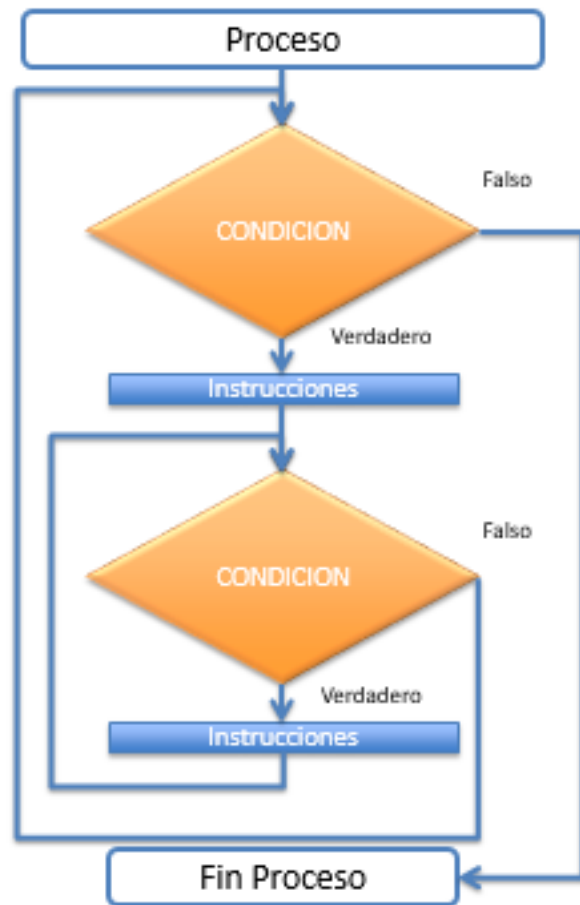 Proceso
Falso
CONDICION
Verdadero
Instrucciones
Falso
CONDICION
Verdadero
Instrucciones
Fin Proceso